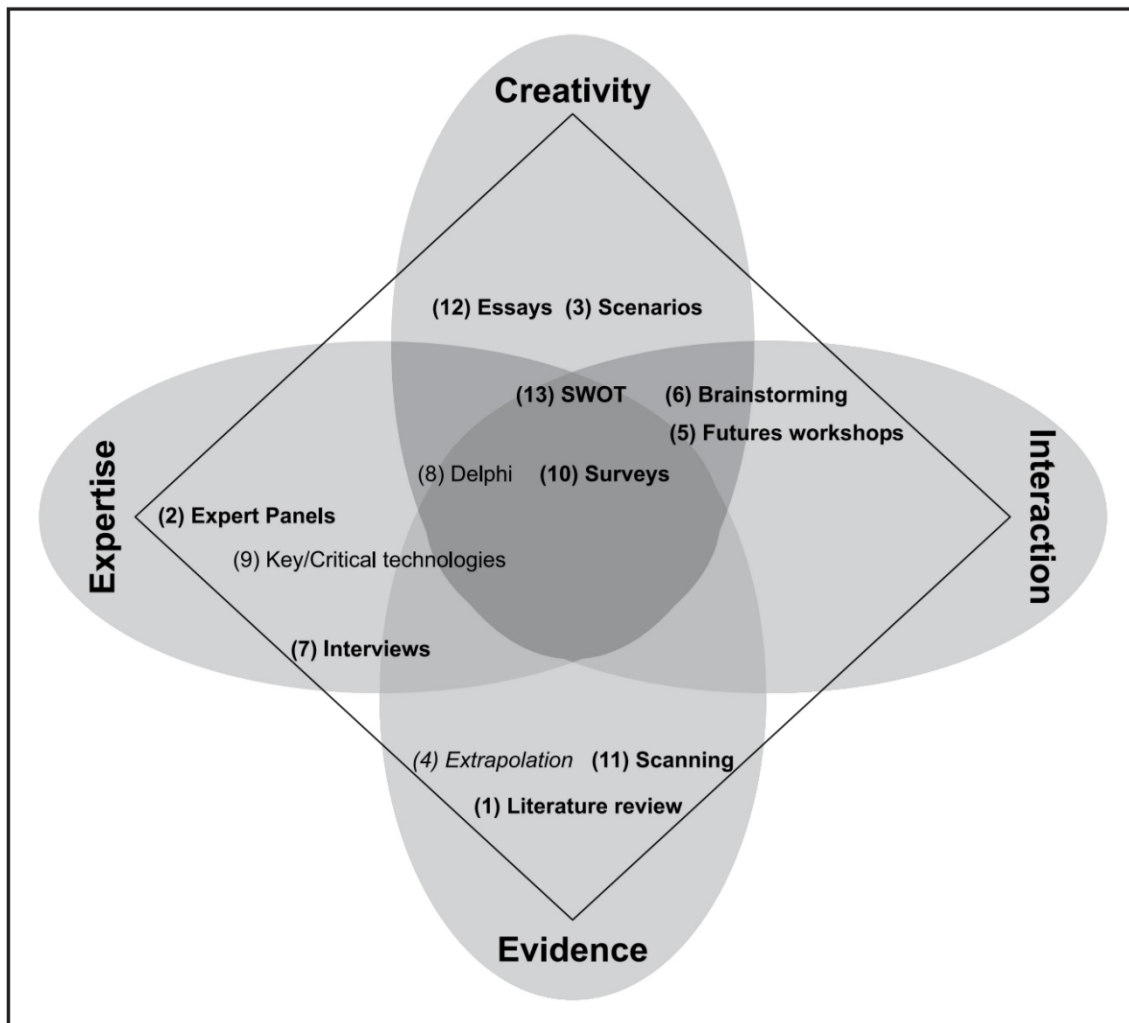 Creativity
(12) Essays (3) Scenarios
(13) SWOT (6) Brainstorming
(5) Futures workshops
(8) Delphi (10) Surveys
Expertise
Interaction
(2) Expert Panels
(9) Key/Critical technologies
(7) Interviews
(4) Extrapolation (11) Scanning
(1) Literature review
Evidence